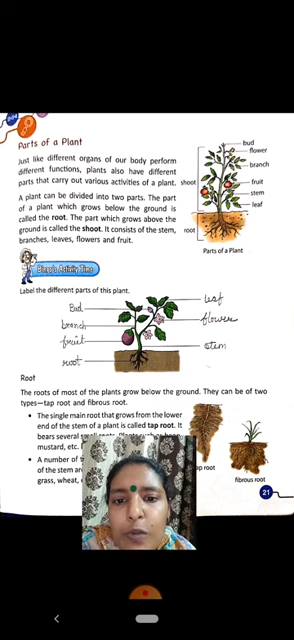 Parts of a Plant
Just like different organs of our body perform
different functions, plants also have different
parts that carry out various activities of a plant.
A plant can be divided into two parts. The part
of a plant which grows below the ground is
called the root. The part which grows above the
ground is called the shoot. It consists of the stem,
branches, leaves, flowers and fruit.
bud
flower
branch
shoot
fruit
stem
leaf
root
Parts of a Plant
Activity Time
Label the different parts of this plant.
Bud
branch
fruit
root
leaf
flower
stem
Root
The roots of most of the plants grow below the ground. They can be of two
types—tap root and fibrous root.
• The single main root that grows from the lower
end of the stem of a plant is called tap root. It
bears several
mustard, etc.
• A number of
of the stem are
grass, wheat,
root
fibrous root
21